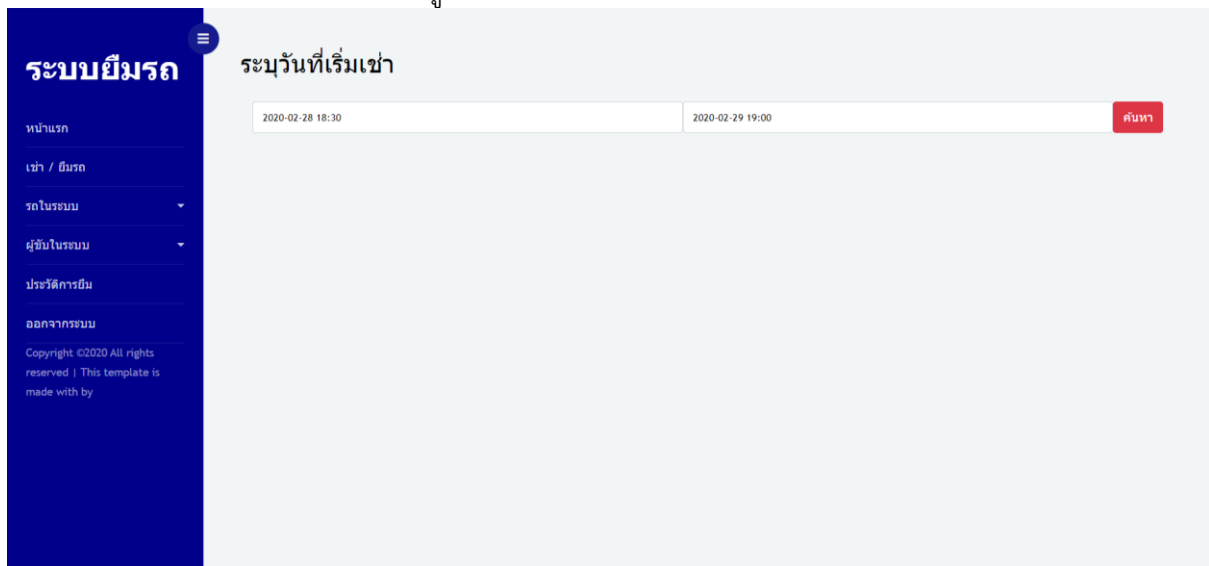 ระบบยืมรถ
หน้าแรก
เช่า / ยืมรถ
รถในระบบ
ผู้ขับในระบบ
ประวัติการยืม
ออกจากระบบ
Copyright ©2020 All rights
reserved | This template is
made with by
ระบุวันที่เริ่มเช่า
2020-02-28 18:30
2020-02-29 19:00
ค้นหา